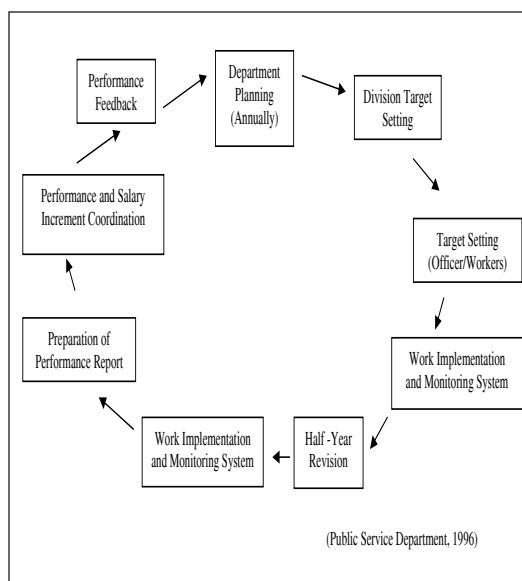 Performance
Feedback
Department
Planning
(Annually)
Division Target
Setting
Performance and Salary
Increment Coordination
Target Setting
(Officer/Workers)
Preparation of
Performance Report
Work Implementation
and Monitoring System
Work Implementation
and Monitoring System
Half -Year
Revision
(Public Service Department, 1996)